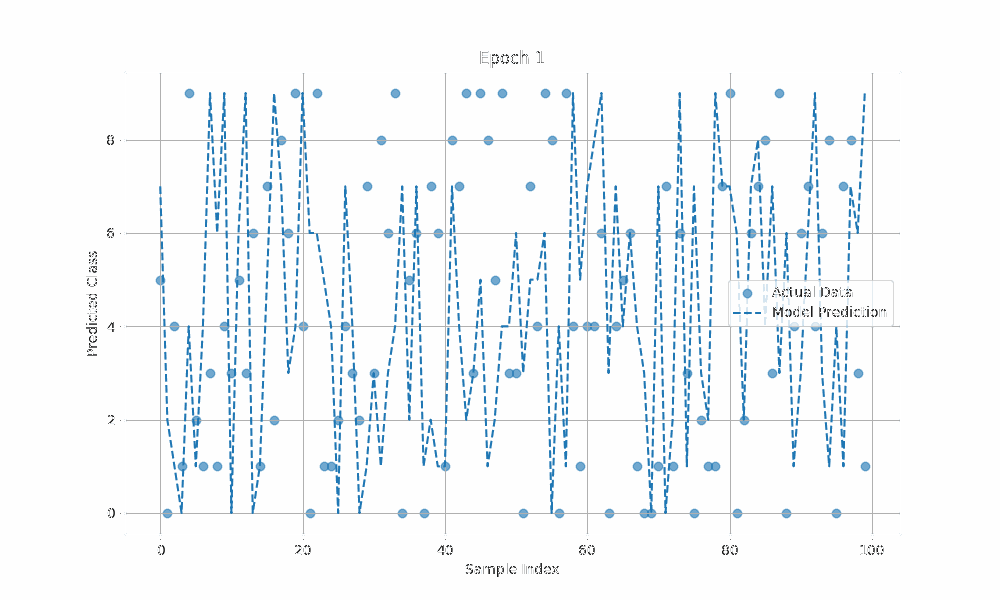 Epoch 1
8
6
4
2
0
Predicted Class
Actual Data
Model Prediction
0 20 40 60 80 100
Sample Index